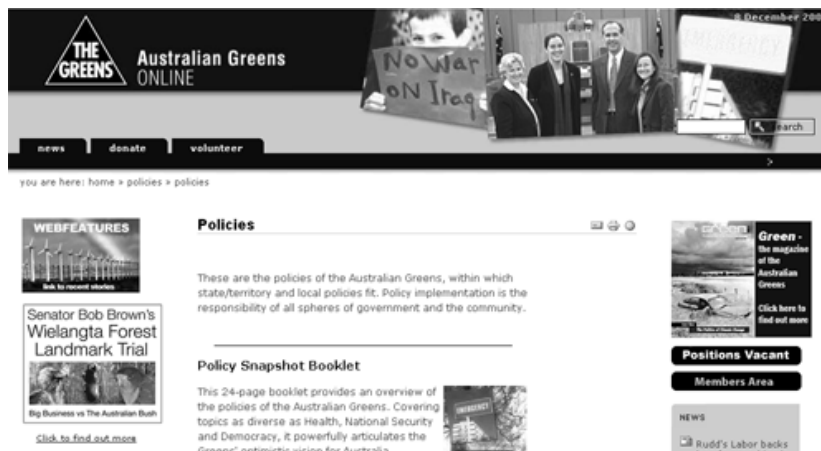 8 December 200
THE
GREENS
Australian Greens
ONLINE
No War
oN Iraq
EMERGENCY
search
news
donate
volunteer
>
you are here: home » policies » policies
WEBFEATURES
link to recent stories
Senator Bob Brown's
Wielangta Forest
Landmark Trial
Big Business vs The Australian Bush
Click to find out more
Policies
These are the policies of the Australian Greens, within which
state/territory and local policies fit. Policy implementation is the
responsibility of all spheres of government and the community.
Policy Snapshot Booklet
This 24-page booklet provides an overview of
the policies of the Australian Greens. Covering
topics as diverse as Health, National Security
and Democracy, it powerfully articulates the
Greens' optimistic vision for Australia
EMERGENCY
green
Green -
the magazine
of the
Australian
Greens
Click here to
find out more
Positions Vacant
Members Area
NEWS
Rudd's Labor backs